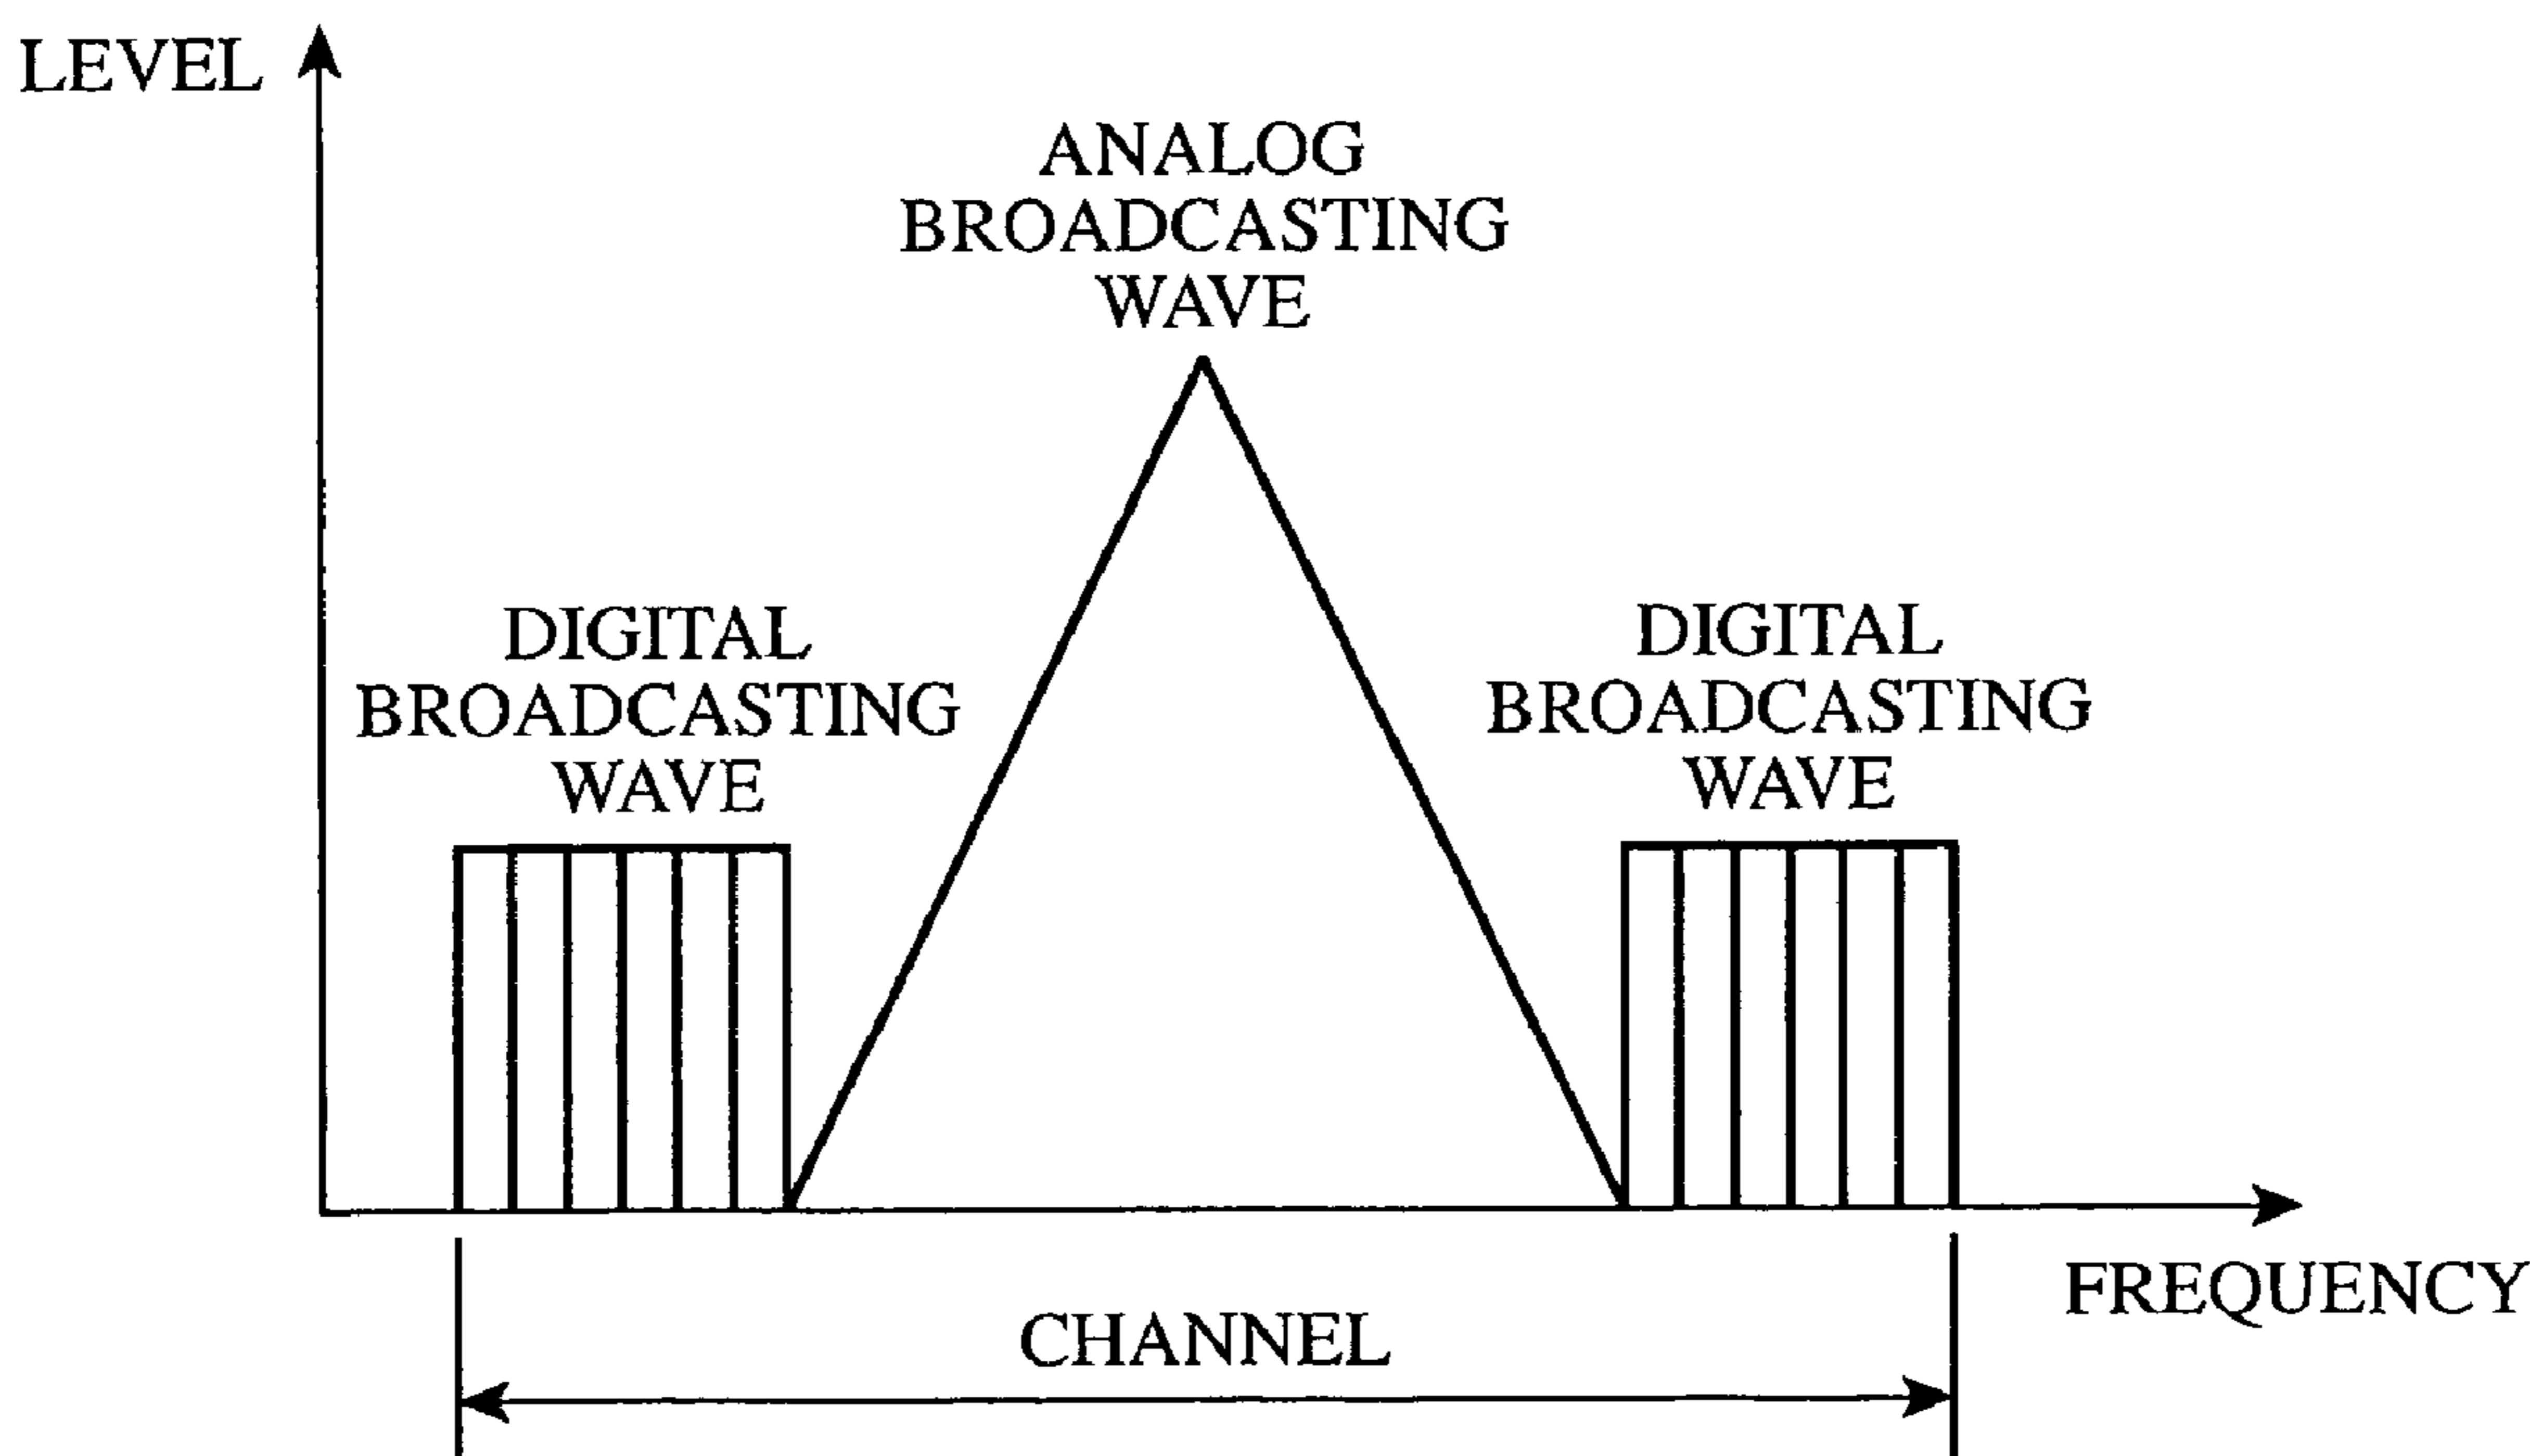 LEVEL
ANALOG
BROADCASTING
WAVE
DIGITAL
BROADCASTING
WAVE
DIGITAL
BROADCASTING
WAVE
FREQUENCY
CHANNEL